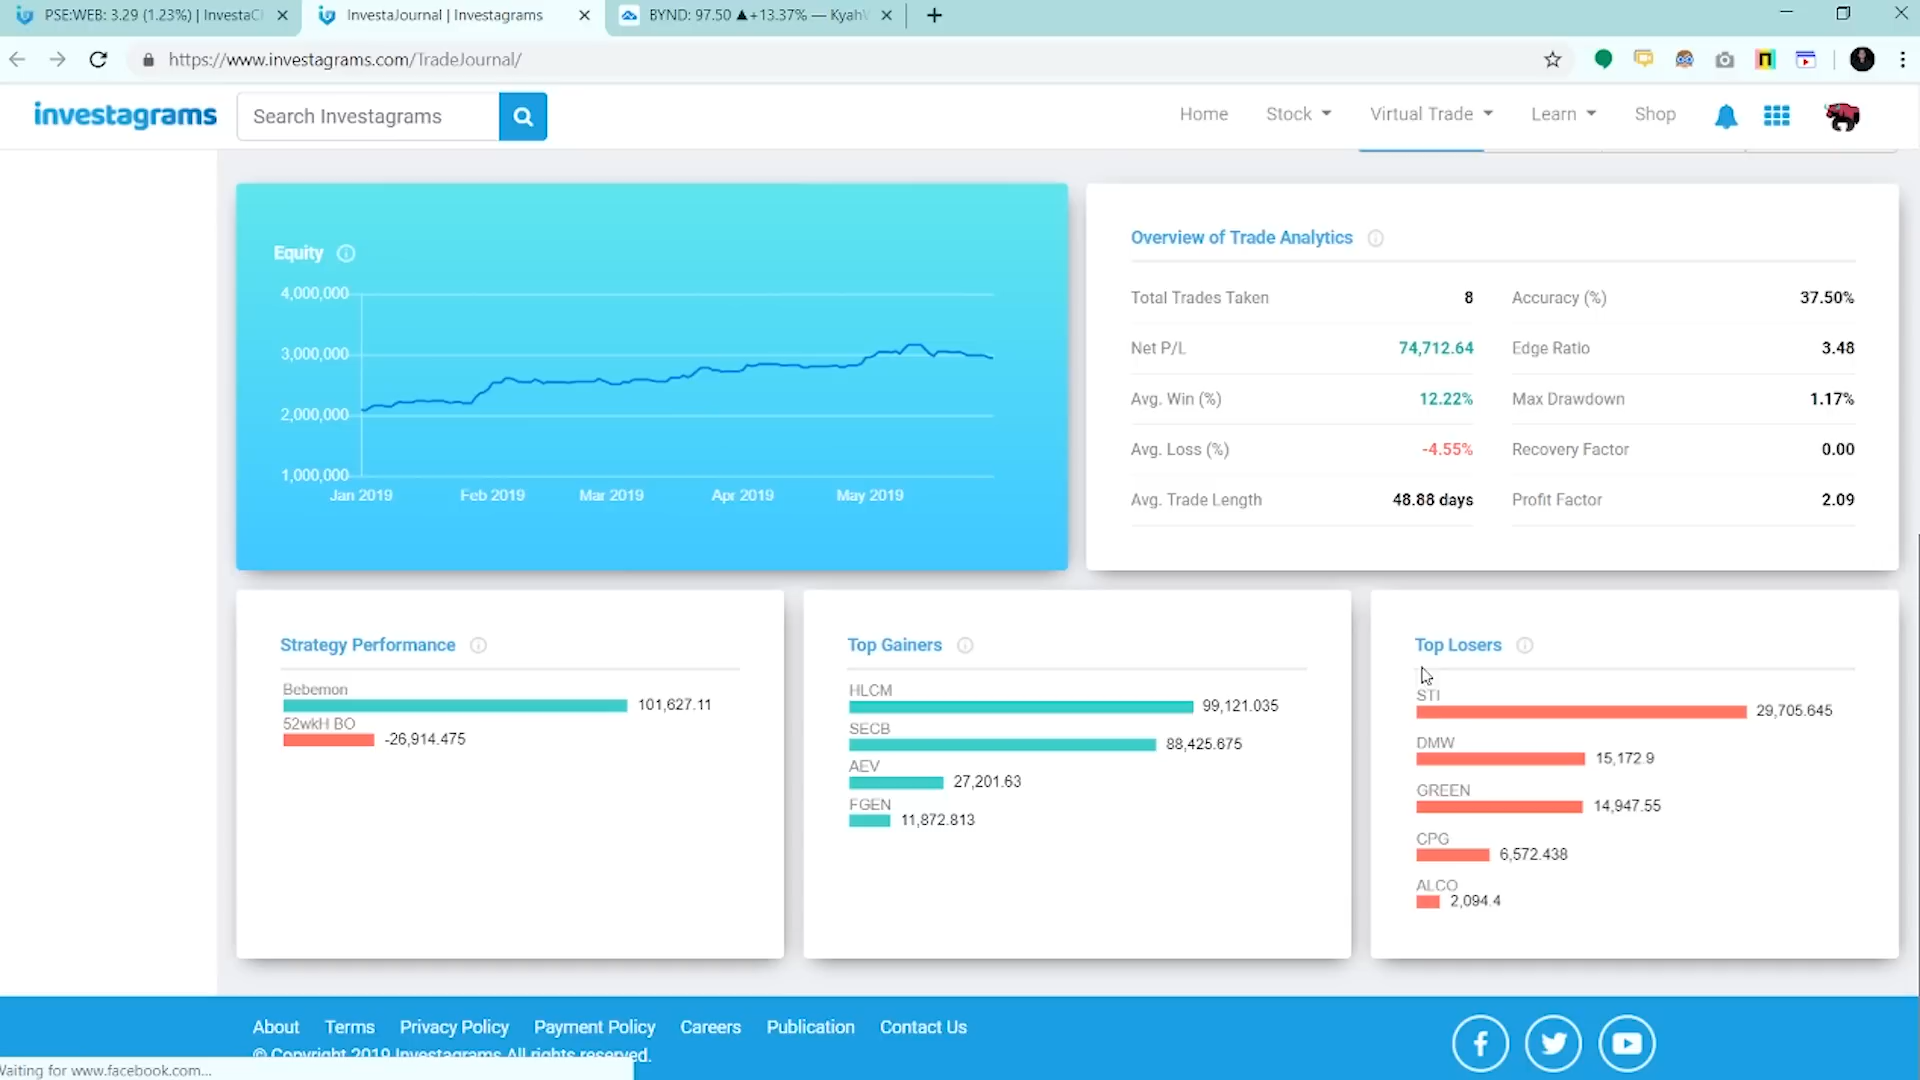 PSE:WEB: 3.29 (1.23%) | InvestaCh
InvestaJournal | Investagrams
BYND: 97.50 ▲+13.37% — KyahW
https://www.investagrams.com/TradeJournal/
investagrams
Search Investagrams
Home
Stock
Virtual Trade
Learn
Shop
Equity
4,000,000
3,000,000
2,000,000
1,000,000
Jan 2019 Feb 2019 Mar 2019 Apr 2019 May 2019
Overview of Trade Analytics
Total Trades Taken 8 Accuracy (%) 37.50%
Net P/L 74,712.64 Edge Ratio 3.48
Avg. Win (%) 12.22% Max Drawdown 1.17%
Avg. Loss (%) -4.55% Recovery Factor 0.00
Avg. Trade Length 48.88 days Profit Factor 2.09
Strategy Performance
Bebemon
101,627.11
52wkH BO
-26,914.475
Top Gainers
HLCM
99,121.035
SECB
88,425.675
AEV
27,201.63
FGEN
11,872.813
Top Losers
STI
29,705.645
DMW
15,172.9
GREEN
14,947.55
CPG
6,572.438
ALCO
2,094.4
About Terms Privacy Policy Payment Policy Careers Publication Contact Us
© Copyright 2019 Investagrams All rights reserved.
Waiting for www.facebook.com...